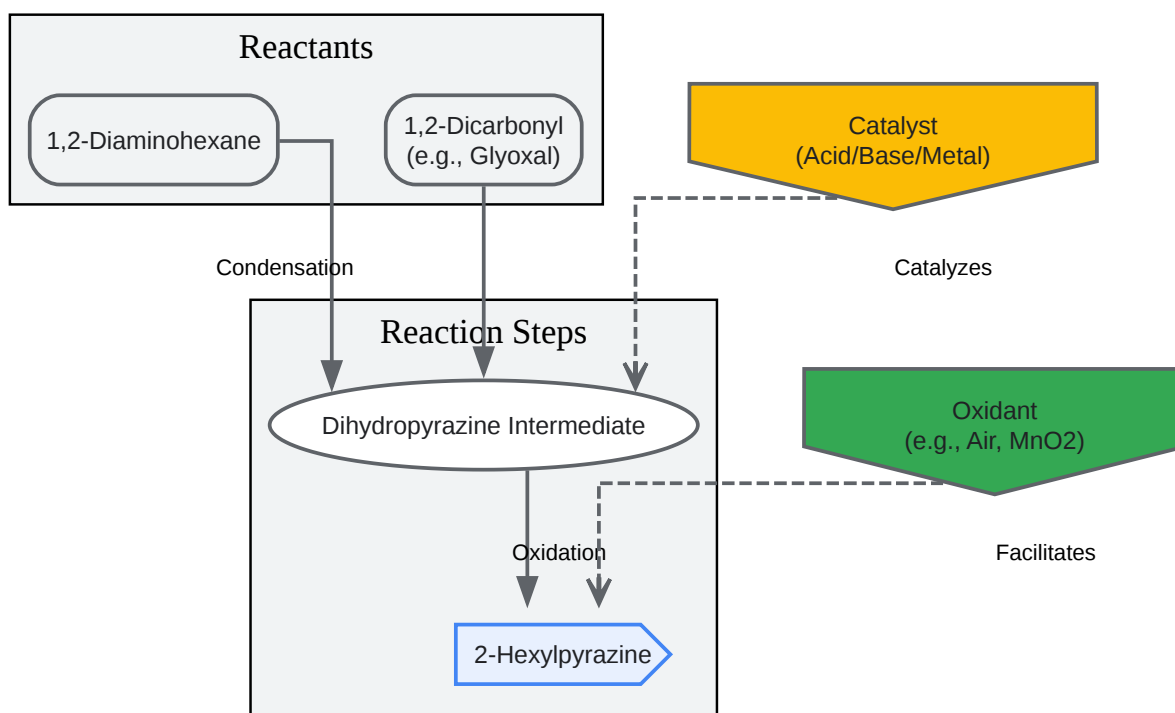 Reactants
1,2-Diaminohexane
1,2-Dicarbonyl
(e.g., Glyoxal)
Catalyst
(Acid/Base/Metal)
Condensation
Catalyzes
Reaction Steps
Dihydropyrazine Intermediate
Oxidant
(e.g., Air, MnO2)
Oxidation
Facilitates
2-Hexylpyrazine